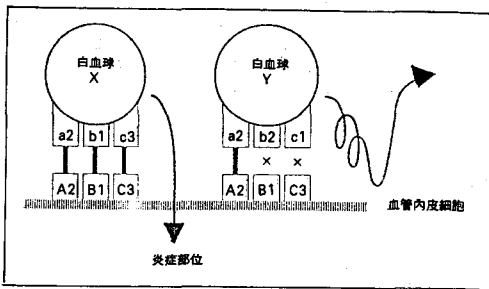 白血球
X
白血球
Y
a2 b1 c3
a2 b2 c1
× ×
A2 B1 C3
A2 B1 C3
血管内皮細胞
炎症部位